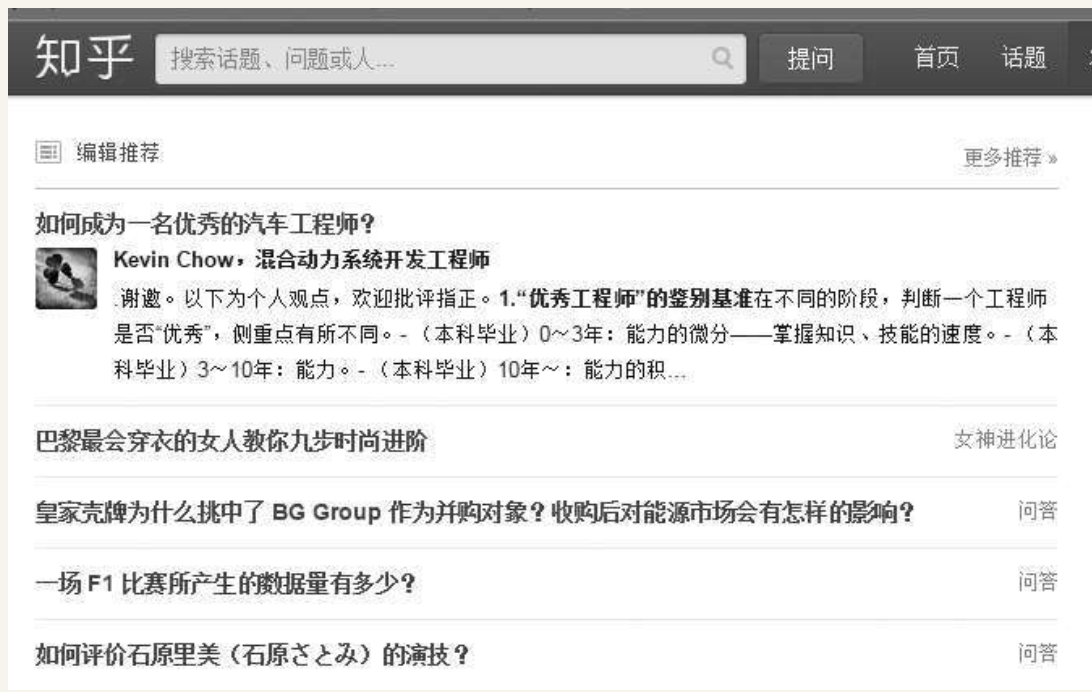 知乎 搜索话题、问题或人... 提问 首页 话题
编辑推荐 更多推荐 »
如何成为一名优秀的汽车工程师?
Kevin Chow，混合动力系统开发工程师
.谢邀。以下为个人观点，欢迎批评指正。1.“优秀工程师”的鉴别基准在不同的阶段，判断一个工程师
是否“优秀”，侧重点有所不同。-（本科毕业）0～3年：能力的微分——掌握知识、技能的速度。-（本
科毕业）3～10年：能力。-（本科毕业）10年～：能力的积...
巴黎最会穿衣的女人教你九步时尚进阶 女神进化论
皇家壳牌为什么挑中了 BG Group 作为并购对象？收购后对能源市场会有怎样的影响？ 问答
一场 F1 比赛所产生的数据量有多少？ 问答
如何评价石原里美（石原さとみ）的演技？ 问答